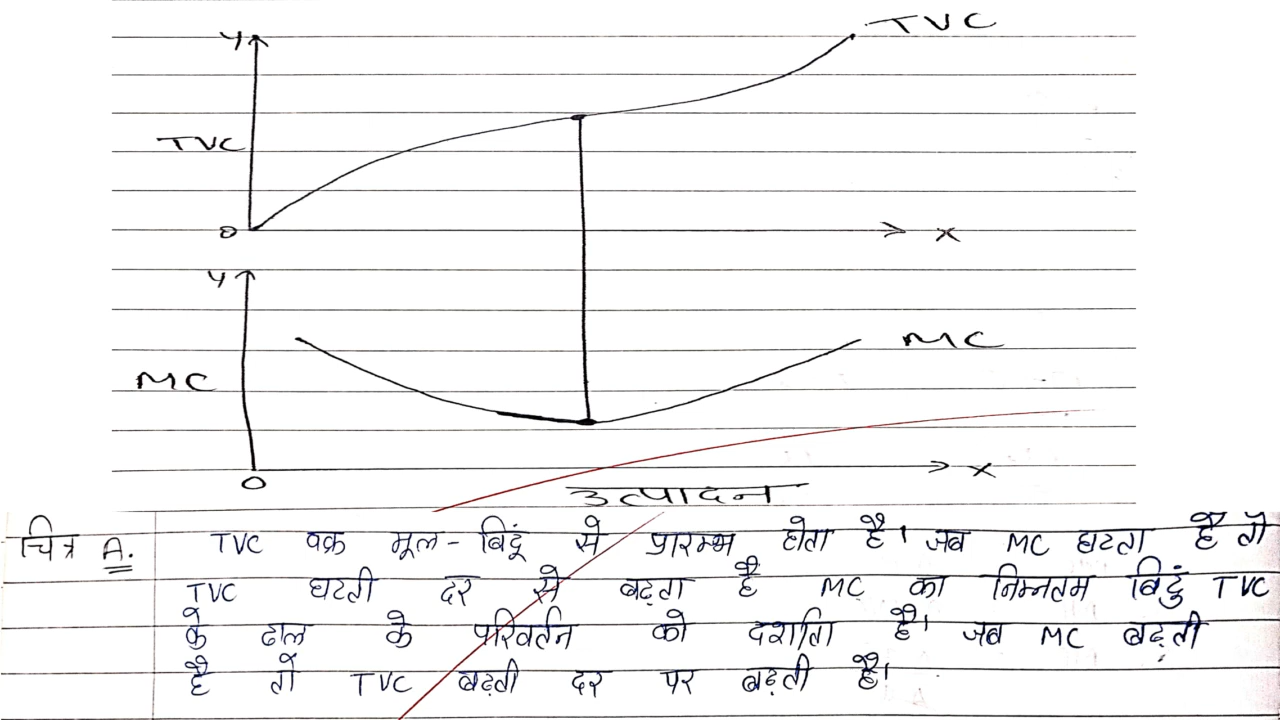 TVC
y
TVC
0
x
y
MC
MC
0
x
उत्पादन
चित्र A. TVC वक्र मूल-बिंदूं से प्रारम्भ होता है। जब MC घटता है तो
TVC घटती दर से बढ़ता है MC का निम्नतम बिदुं TVC
के ढाल के परिवर्तन को दर्शाता है। जब MC बढ़ती
है तो TVC बढ़ती दर पर बढ़ती है।